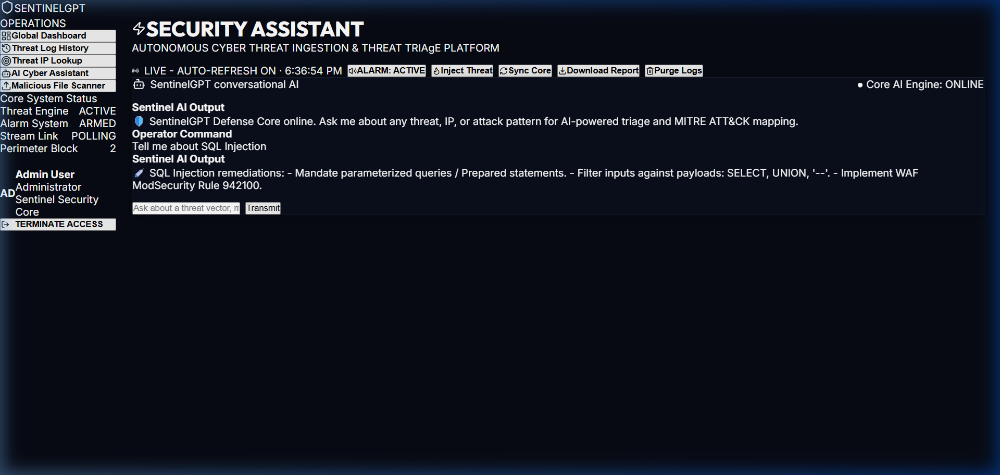 SENTINELGPT
OPERATIONS
Global Dashboard
Threat Log History
Threat IP Lookup
AI Cyber Assistant
Malicious File Scanner
Core System Status
Threat Engine ACTIVE
Alarm System ARMED
Stream Link POLLING
Perimeter Block 2
AD
Admin User
Administrator
Sentinel Security
Core
TERMINATE ACCESS
SECURITY ASSISTANT
AUTONOMOUS CYBER THREAT INGESTION & THREAT TRIAgE PLATFORM
LIVE - AUTO-REFRESH ON · 6:36:54 PM ALARM: ACTIVE Inject Threat Sync Core Download Report Purge Logs
SentinelGPT conversational AI ● Core AI Engine: ONLINE
Sentinel AI Output
SentinelGPT Defense Core online. Ask me about any threat, IP, or attack pattern for AI-powered triage and MITRE ATT&CK mapping.
Operator Command
Tell me about SQL Injection
Sentinel AI Output
SQL Injection remediations: - Mandate parameterized queries / Prepared statements. - Filter inputs against payloads: SELECT, UNION, '--'. - Implement WAF
ModSecurity Rule 942100.
Ask about a threat vector, Transmit